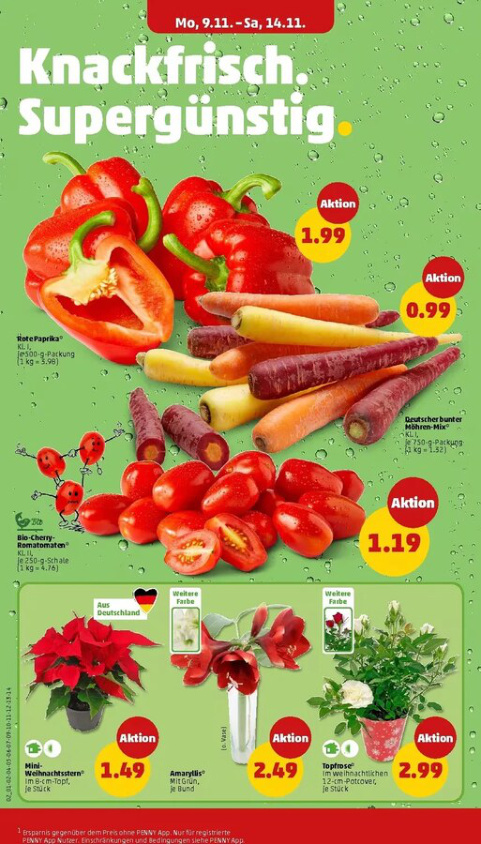 Mo, 9.11. – Sa, 14.11.
Knackfrisch.
Supergünstig.
Aktion
1.99
Aktion
0.99
Rote Paprika®
KL I,
je 500-g-Packung
(1 kg = 3.98)
Deutscher bunter
Möhren-Mix®
KL I,
je 750-g-Packung
(1 kg = 1.32)
Aktion
1.19
Bio
Bio-Cherry-
Romatomaten®
KL II,
je 250-g-Schale
(1 kg = 4.76)
Aus
Deutschland
Weitere
Farbe
Weitere
Farbe
(o. Vase)
Aktion
1.49
Mini-
Weihnachtsstern®
Im 8-cm-Topf,
je Stück
Aktion
2.49
Amaryllis®
Mit Grün,
je Bund
Aktion
2.99
Topfrose®
Im weihnachtlichen
12-cm-Potcover,
je Stück
1 Ersparnis gegenüber dem Preis ohne PENNY App. Nur für registrierte
PENNY App Nutzer. Einschränkungen und Bedingungen siehe PENNY App.